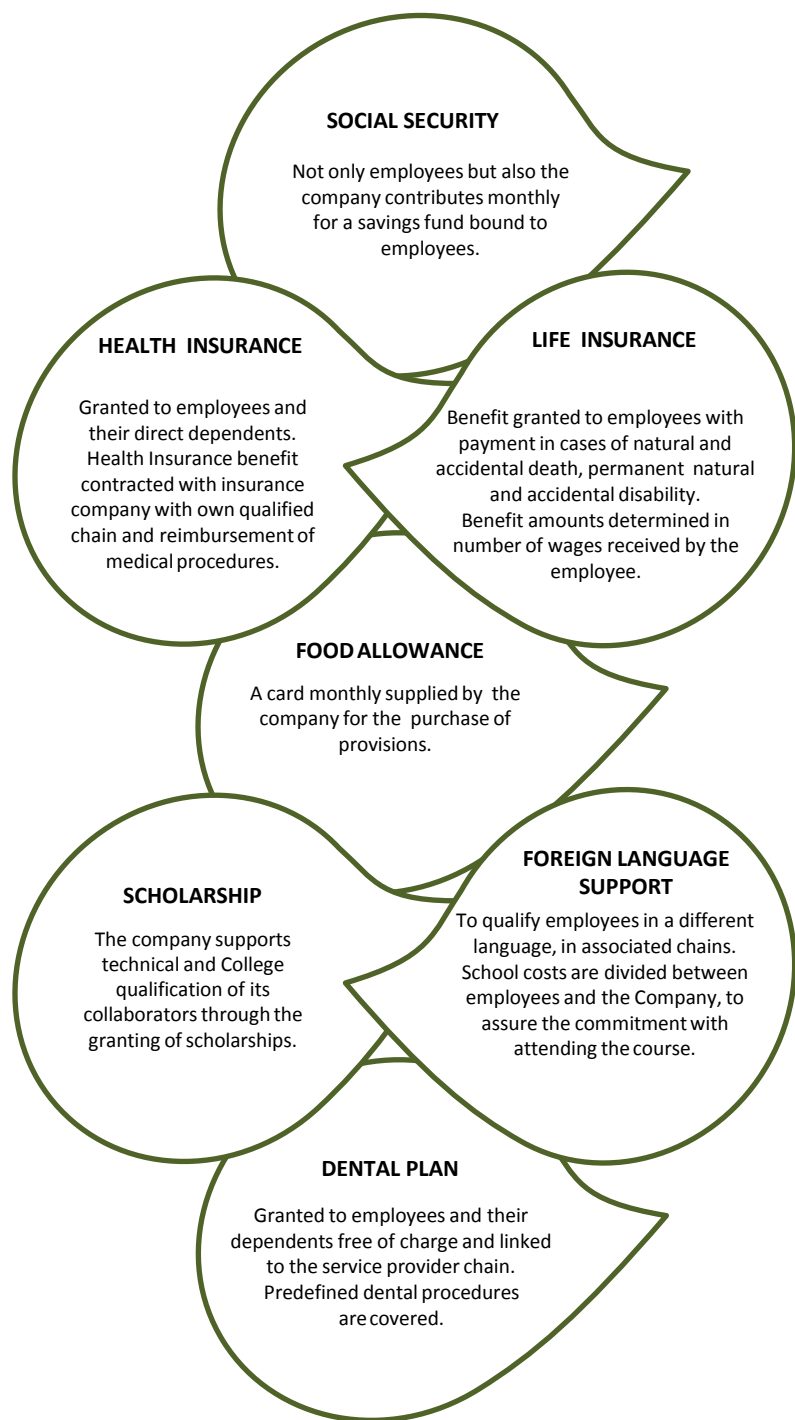 SOCIAL SECURITY
Not only employees but also the
company contributes monthly
for a savings fund bound to
employees.
HEALTH INSURANCE
Granted to employees and
their direct dependents.
Health Insurance benefit
contracted with insurance
company with own qualified
chain and reimbursement of
medical procedures.
LIFE INSURANCE
Benefit granted to employees with
payment in cases of natural and
accidental death, permanent natural
and accidental disability.
Benefit amounts determined in
number of wages received by the
employee.
FOOD ALLOWANCE
A card monthly supplied by the
company for the purchase of
provisions.
SCHOLARSHIP
The company supports
technical and College
qualification of its
collaborators through the
granting of scholarships.
FOREIGN LANGUAGE
SUPPORT
To qualify employees in a different
language, in associated chains.
School costs are divided between
employees and the Company, to
assure the commitment with
attending the course.
DENTAL PLAN
Granted to employees and their
dependents free of charge and linked
to the service provider chain.
Predefined dental procedures
are covered.